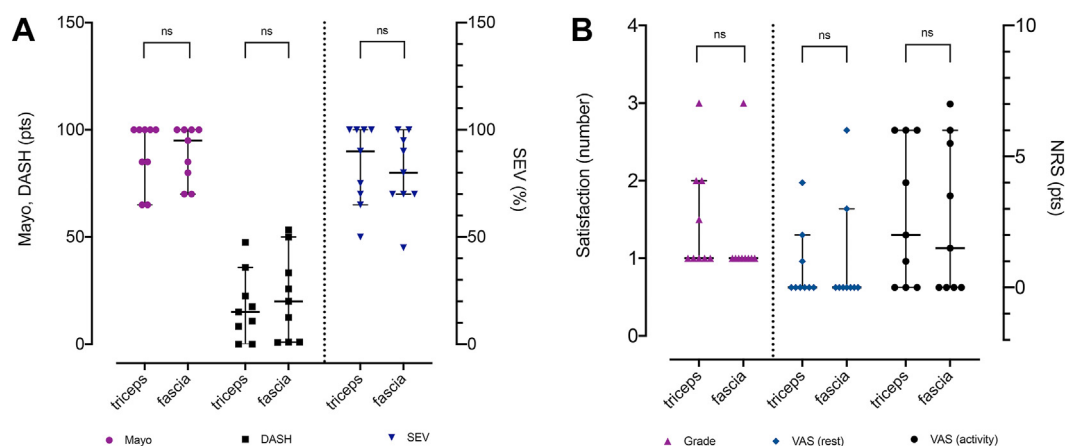 A
150
100
50
0
Mayo, DASH (pts)
ns
ns
ns
150
100
50
0
SEV (%)
triceps
fascia
triceps
fascia
triceps
fascia
Mayo
DASH
SEV
B
4
3
2
1
0
Satisfaction (number)
ns
ns
ns
10
5
0
NRS (pts)
triceps
fascia
triceps
fascia
triceps
fascia
Grade
VAS (rest)
VAS (activity)